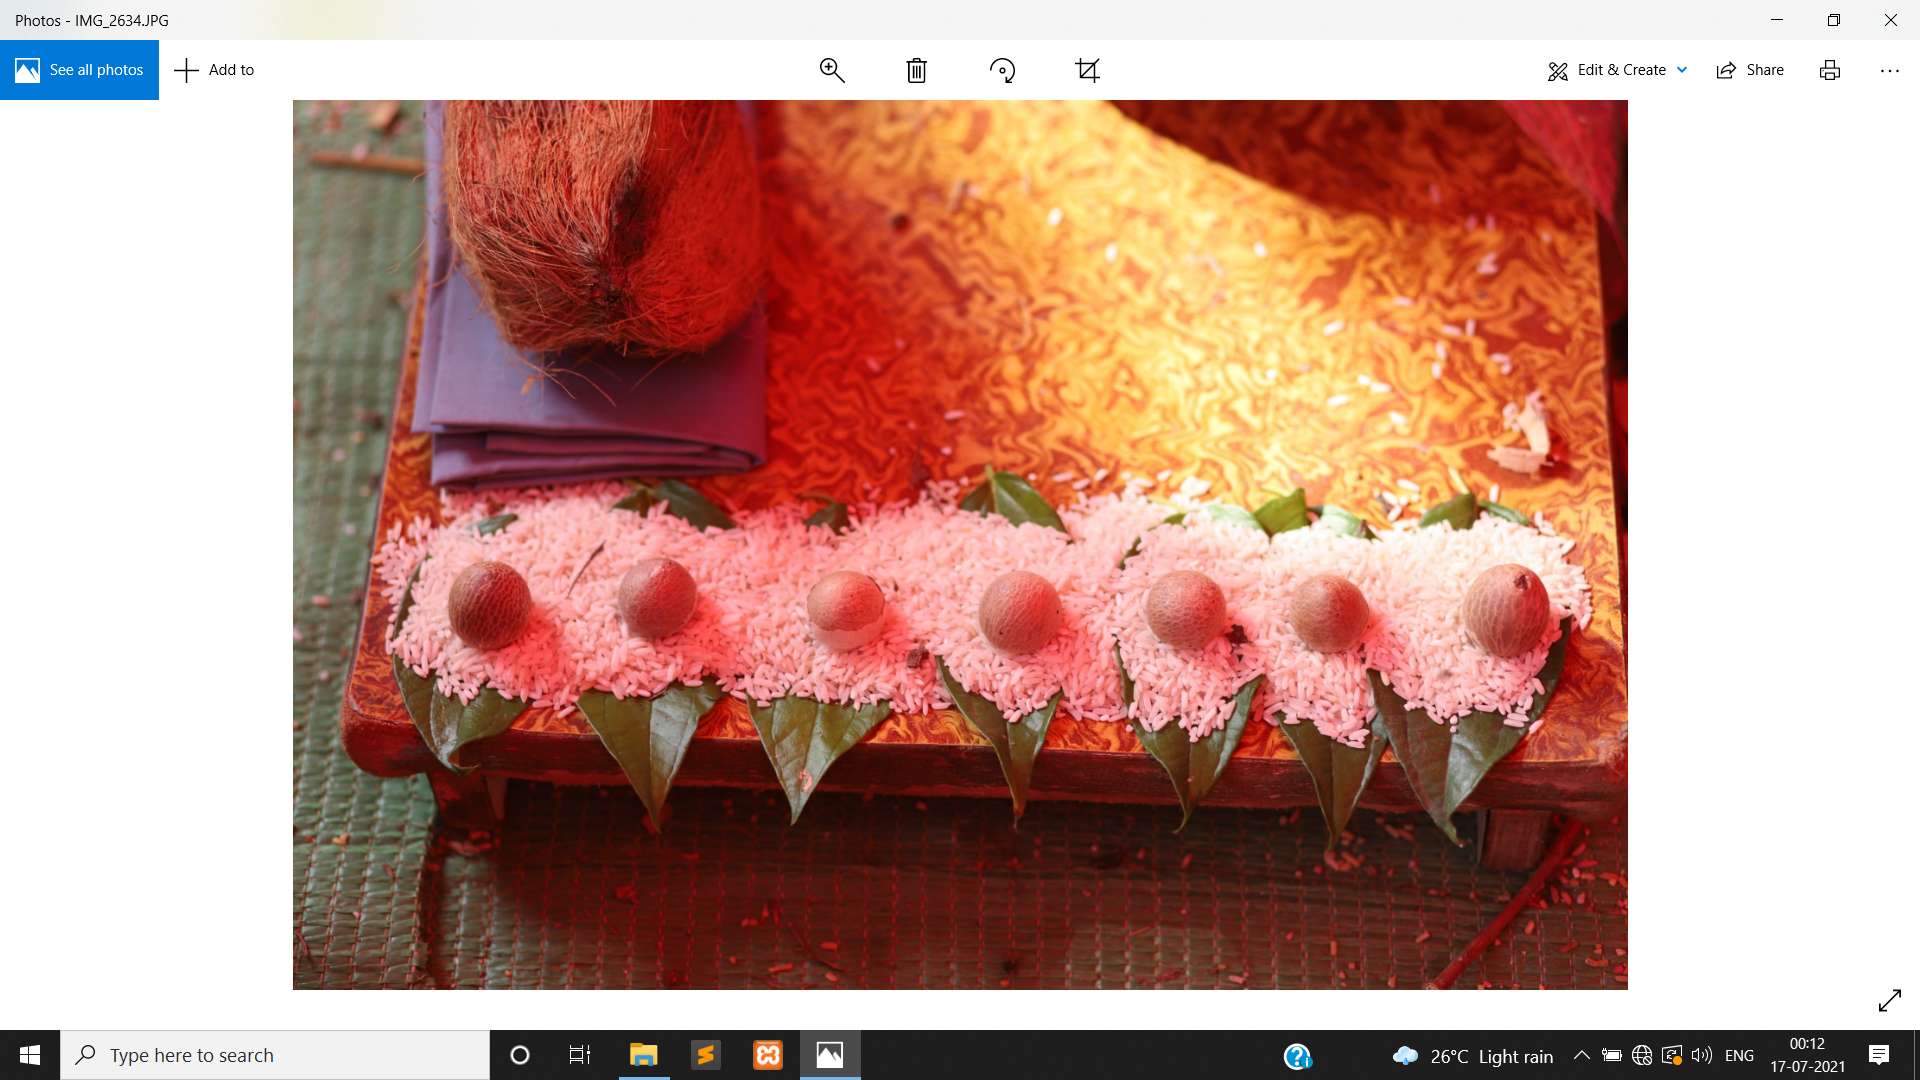 Photos - IMG_2634.JPG
See all photos
Add to
Edit & Create
Share
Type here to search
26°C Light rain
ENG
00:12
17-07-2021